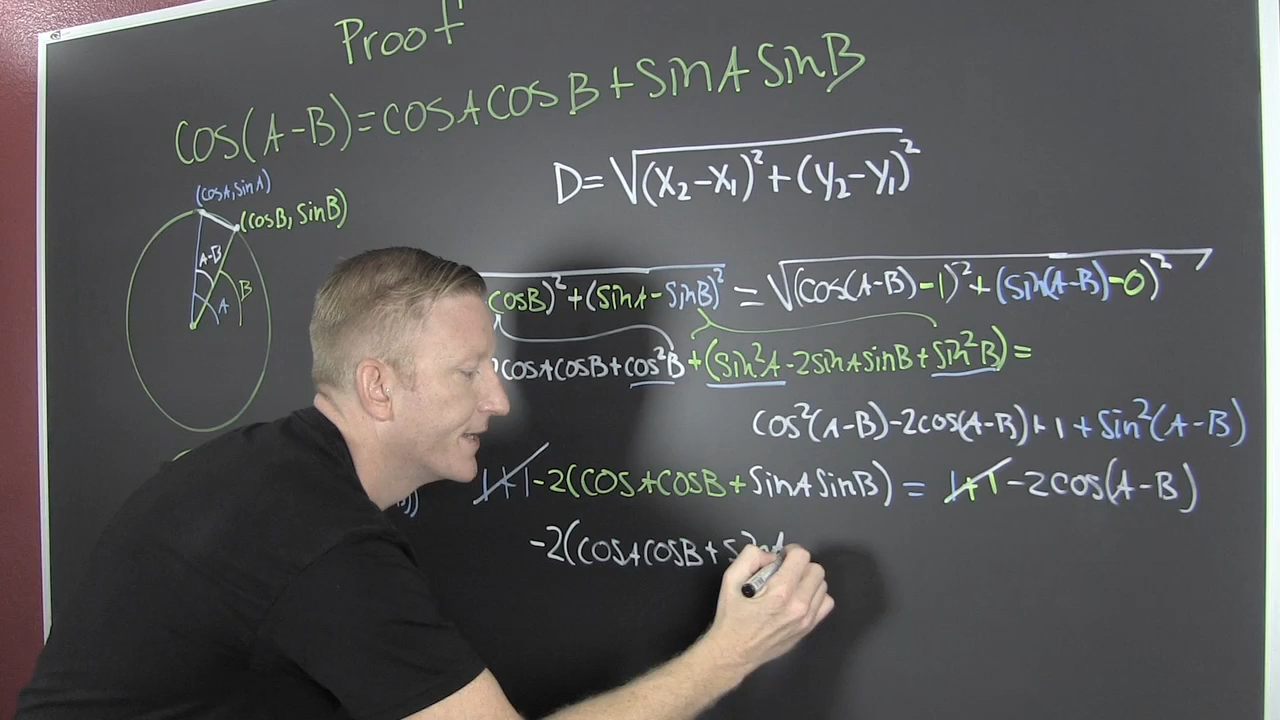 Proof
cos(A-B)=cosAcosB+sinAsinB
D=√(x₂-x₁)²+(y₂-y₁)²
(cosA,sinA)
(cosB, sinB)
A-B
B
A
cosB)²+(sinA-sinB)² = √(cos(A-B)-1)²+(sin(A-B)-0)²
cosAcosB+cos²B+(sin²A-2sinAsinB+sin²B)=
cos²(A-B)-2cos(A-B)+1+sin²(A-B)
1+1-2(cosAcosB+sinAsinB)=1+1-2cos(A-B)
-2(cosAcosB+sinA